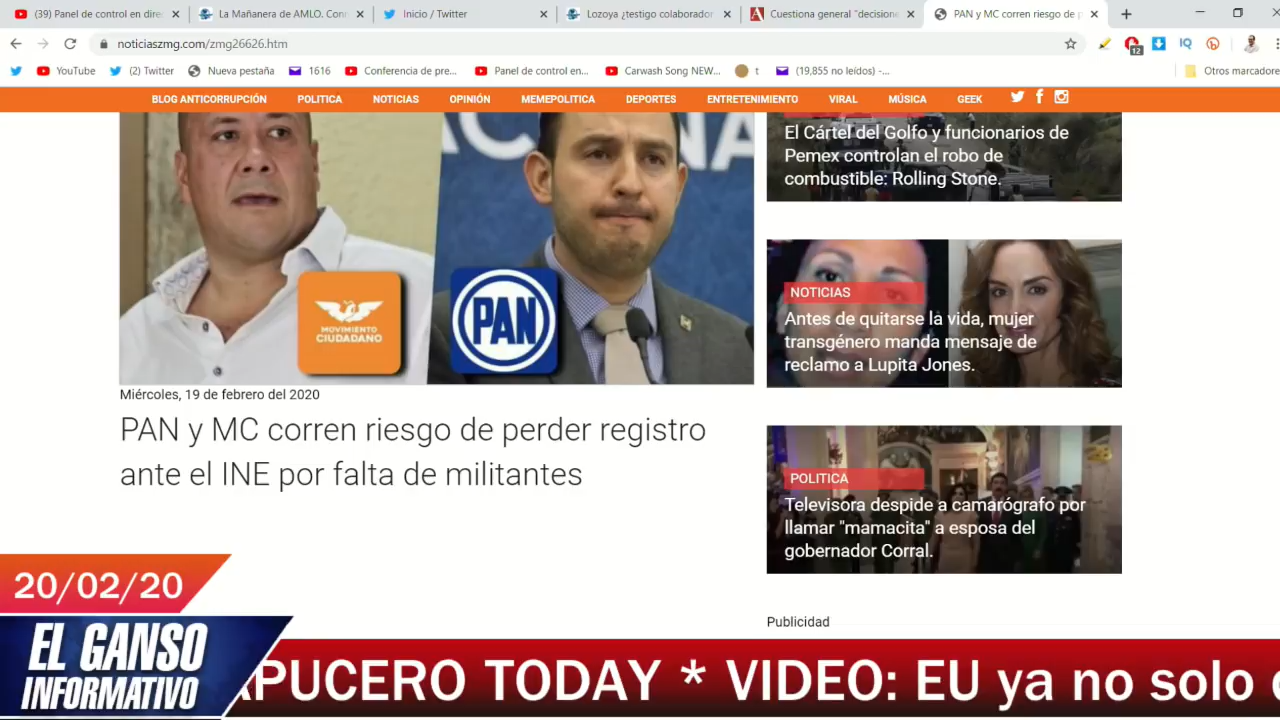 (39) Panel de control en dire
La Mañanera de AMLO. Con
Inicio / Twitter
Lozoya ¿testigo colaborador
Cuestiona general "decisione
PAN y MC corren riesgo de p
noticiaszmg.com/zmg26626.htm
12
IQ
YouTube
(2) Twitter
Nueva pestaña
1616
Conferencia de pre...
Panel de control en...
Carwash Song NEW...
t
(19,855 no leídos) -...
Otros marcadore
BLOG ANTICORRUPCIÓN
POLITICA
NOTICIAS
OPINIÓN
MEMEPOLITICA
DEPORTES
ENTRETENIMIENTO
VIRAL
MÚSICA
GEEK
MOVIMIENTO
CIUDADANO
PAN
Miércoles, 19 de febrero del 2020
PAN y MC corren riesgo de perder registro
ante el INE por falta de militantes
El Cártel del Golfo y funcionarios de
Pemex controlan el robo de
combustible: Rolling Stone.
NOTICIAS
Antes de quitarse la vida, mujer
transgénero manda mensaje de
reclamo a Lupita Jones.
POLITICA
Televisora despide a camarógrafo por
llamar "mamacita" a esposa del
gobernador Corral.
Publicidad
20/02/20
EL GANSO
INFORMATIVO
APUCERO TODAY * VIDEO: EU ya no solo